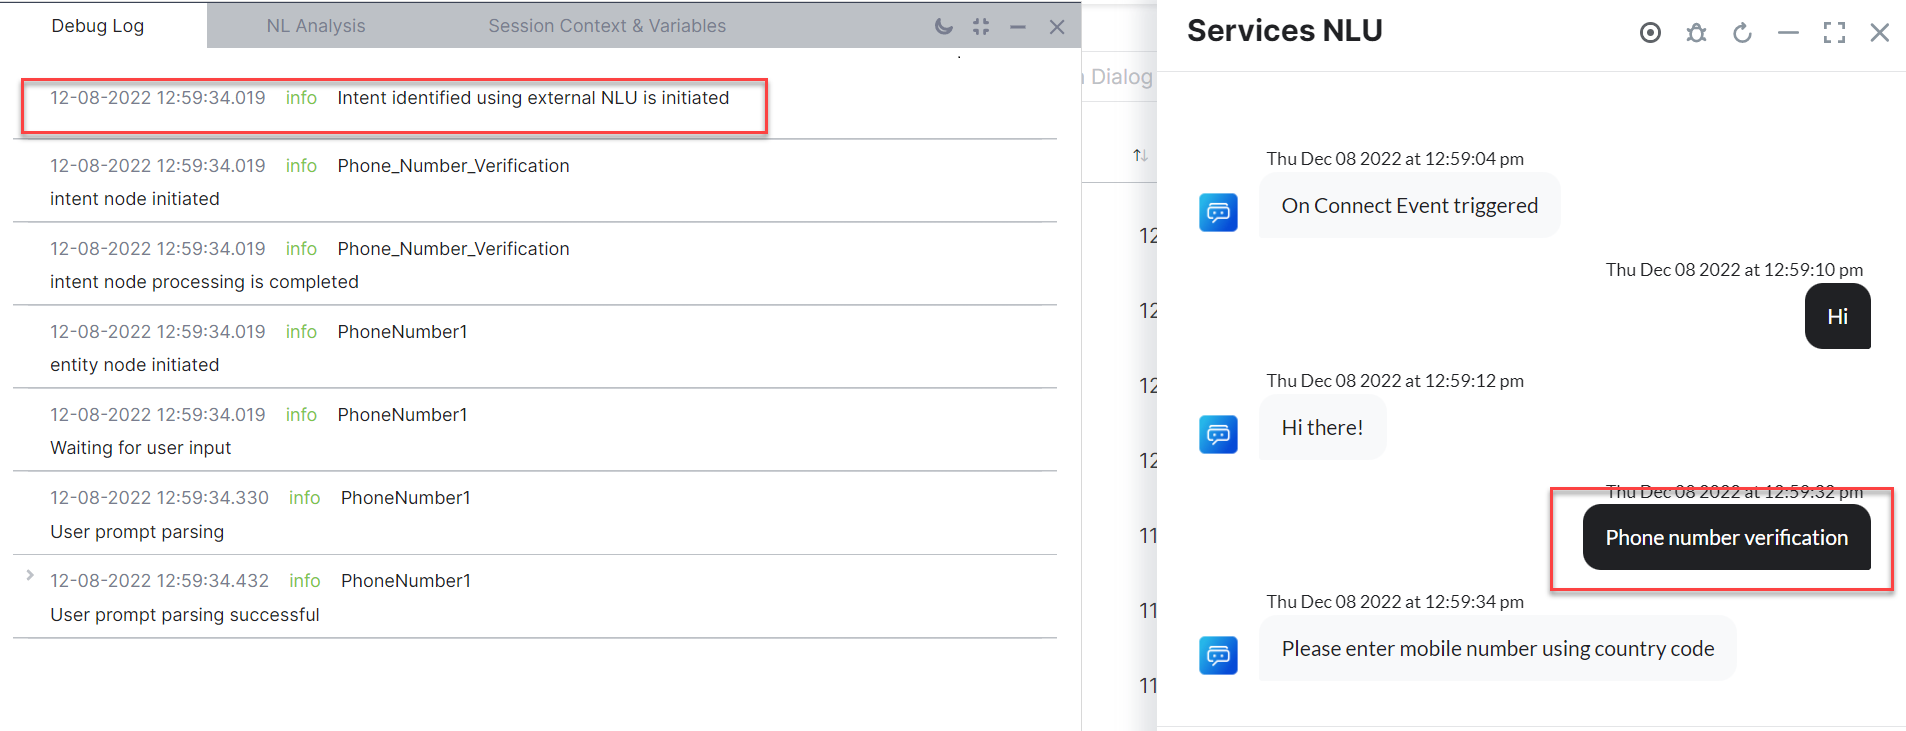 Debug Log
NL Analysis
Session Context & Variables
12-08-2022 12:59:34.019 info Intent identified using external NLU is initiated
12-08-2022 12:59:34.019 info Phone_Number_Verification
intent node initiated
12-08-2022 12:59:34.019 info Phone_Number_Verification
intent node processing is completed
12-08-2022 12:59:34.019 info PhoneNumber1
entity node initiated
12-08-2022 12:59:34.019 info PhoneNumber1
Waiting for user input
12-08-2022 12:59:34.330 info PhoneNumber1
User prompt parsing
12-08-2022 12:59:34.432 info PhoneNumber1
User prompt parsing successful
Dialog
12
12
12
12
11
11
11
Services NLU
Thu Dec 08 2022 at 12:59:04 pm
On Connect Event triggered
Thu Dec 08 2022 at 12:59:10 pm
Hi
Thu Dec 08 2022 at 12:59:12 pm
Hi there!
Thu Dec 08 2022 at 12:59:32 pm
Phone number verification
Thu Dec 08 2022 at 12:59:34 pm
Please enter mobile number using country code